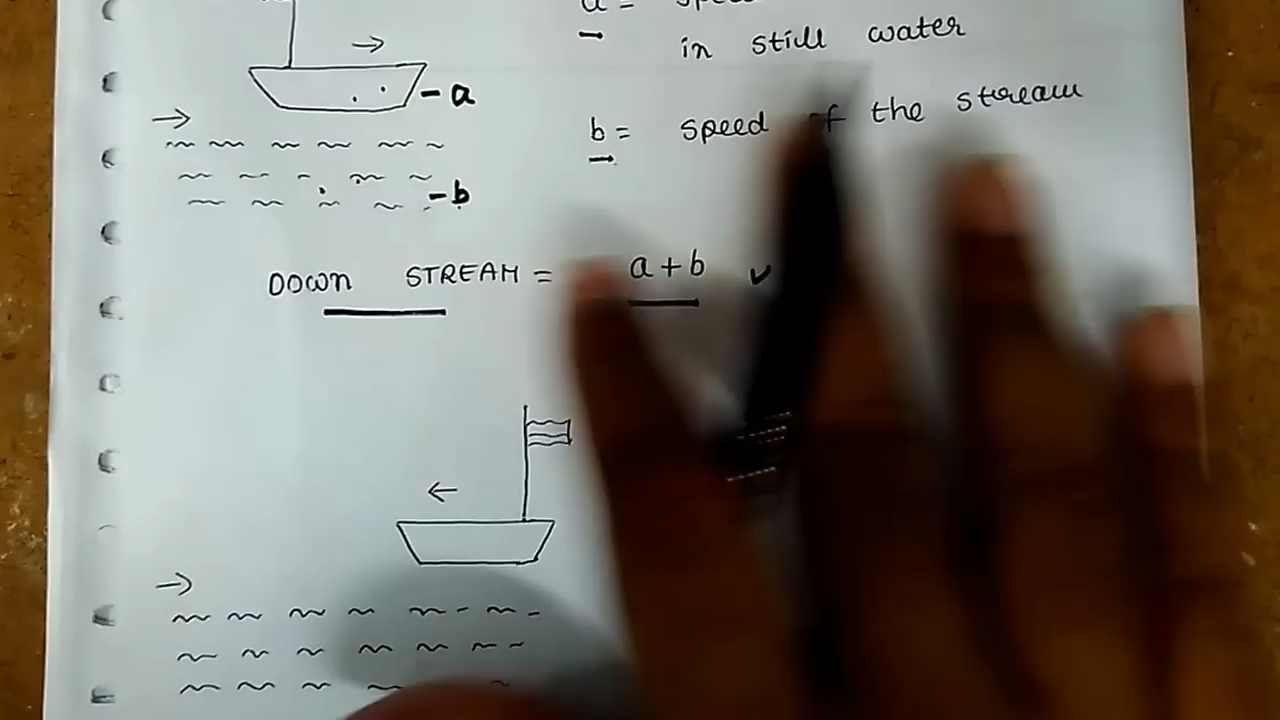 a =
in still water
- a
b = speed of the stream
- b
DOWN STREAM = a + b ✓